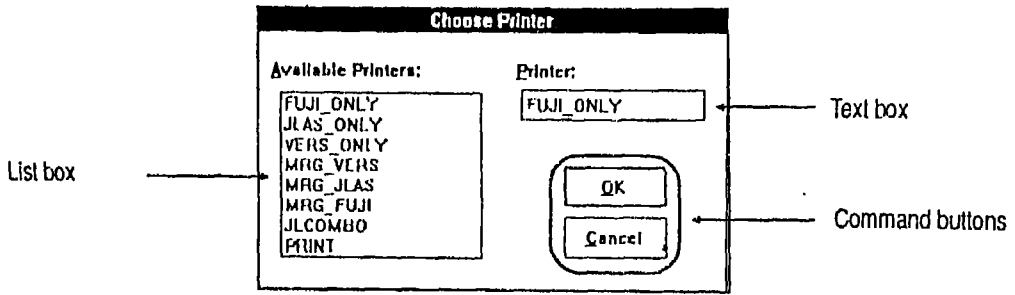 Choose Printer
Available Printers:
Printer:
FUJI_ONLY
JLAS_ONLY
VERS_ONLY
MRG_VERS
MRG_JLAS
MRG_FUJI
JLCOMBO
PRINT
FUJI_ONLY
OK
Cancel
List box
Text box
Command buttons